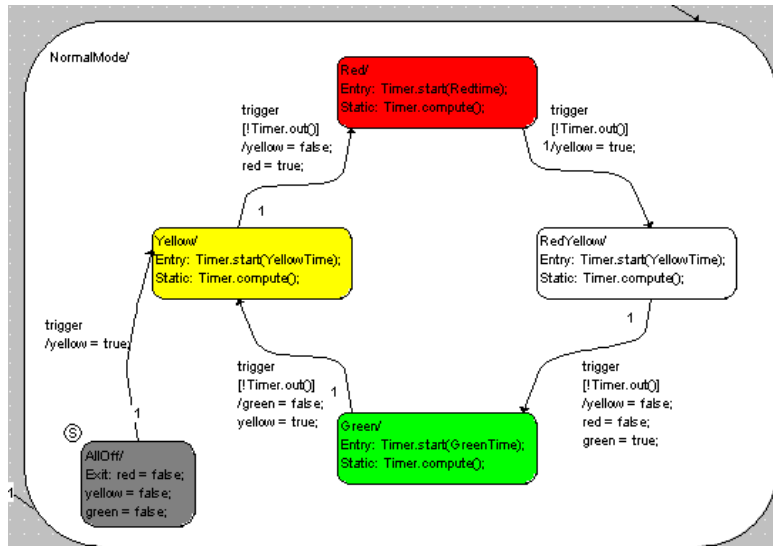 NormalMode/
Red/
Entry: Timer.start(Redtime);
Static: Timer.compute();
trigger
[!Timer.out()]
/yellow = false;
red = true;
1
trigger
[!Timer.out()]
1
/yellow = true;
Yellow/
Entry: Timer.start(YellowTime);
Static: Timer.compute();
RedYellow/
Entry: Timer.start(YellowTime);
Static: Timer.compute();
1
trigger
/yellow = true;
1
trigger
[!Timer.out()]
/green = false;
yellow = true;
1
trigger
[!Timer.out()]
/yellow = false;
red = false;
green = true;
Green/
Entry: Timer.start(GreenTime);
Static: Timer.compute();
S
AllOff/
Exit: red = false;
yellow = false;
green = false;
1